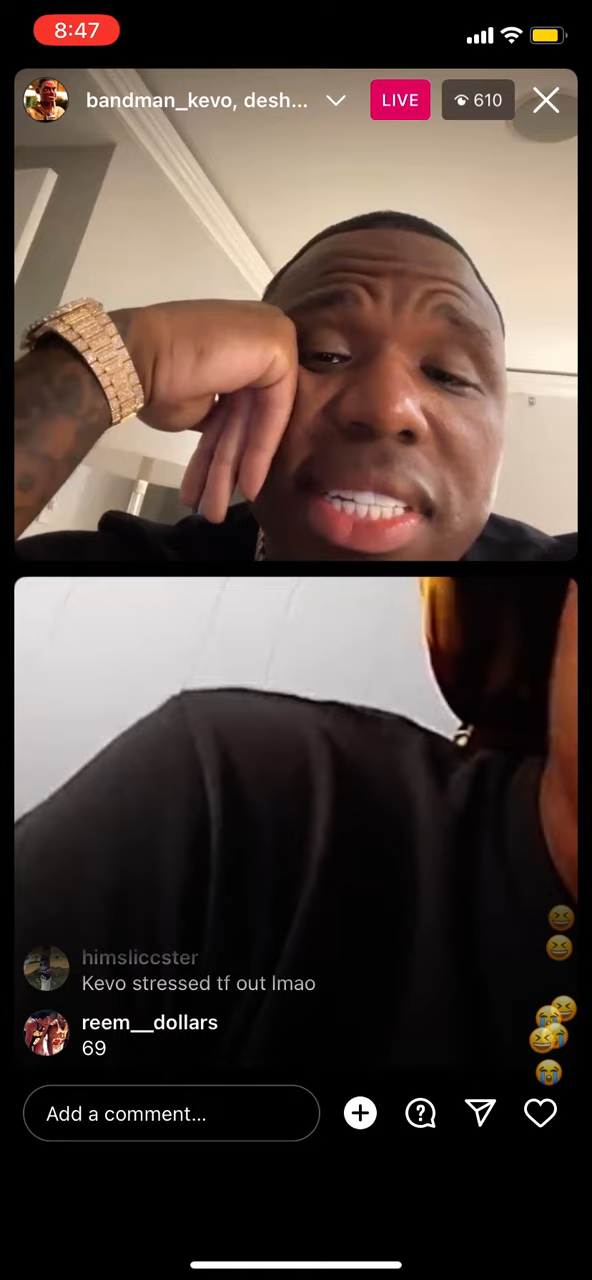 8:47
bandman_kevo, desh...
LIVE
610
himsliccster
Kevo stressed tf out lmao
reem__dollars
69
Add a comment...